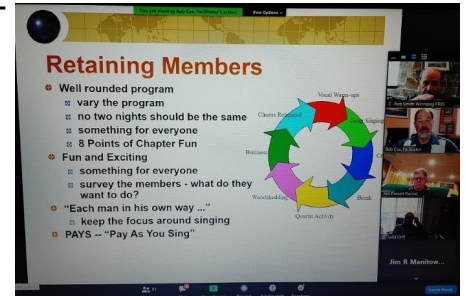 You are viewing Bob Cox, Facilitator's screen
View Options
Retaining Members
Well rounded program
vary the program
no two nights should be the same
something for everyone
8 Points of Chapter Fun
Fun and Exciting
something for everyone
survey the members - what do they
want to do?
"Each man in his own way ..."
keep the focus around singing
PAYS -- "Pay As You Sing"
Vocal Warm-ups
Singing
Break
Quartet Activity
Woodshedding
Business
Chorus Rehearsal
Bob Cox, Facilitator
Jim R Manitow...